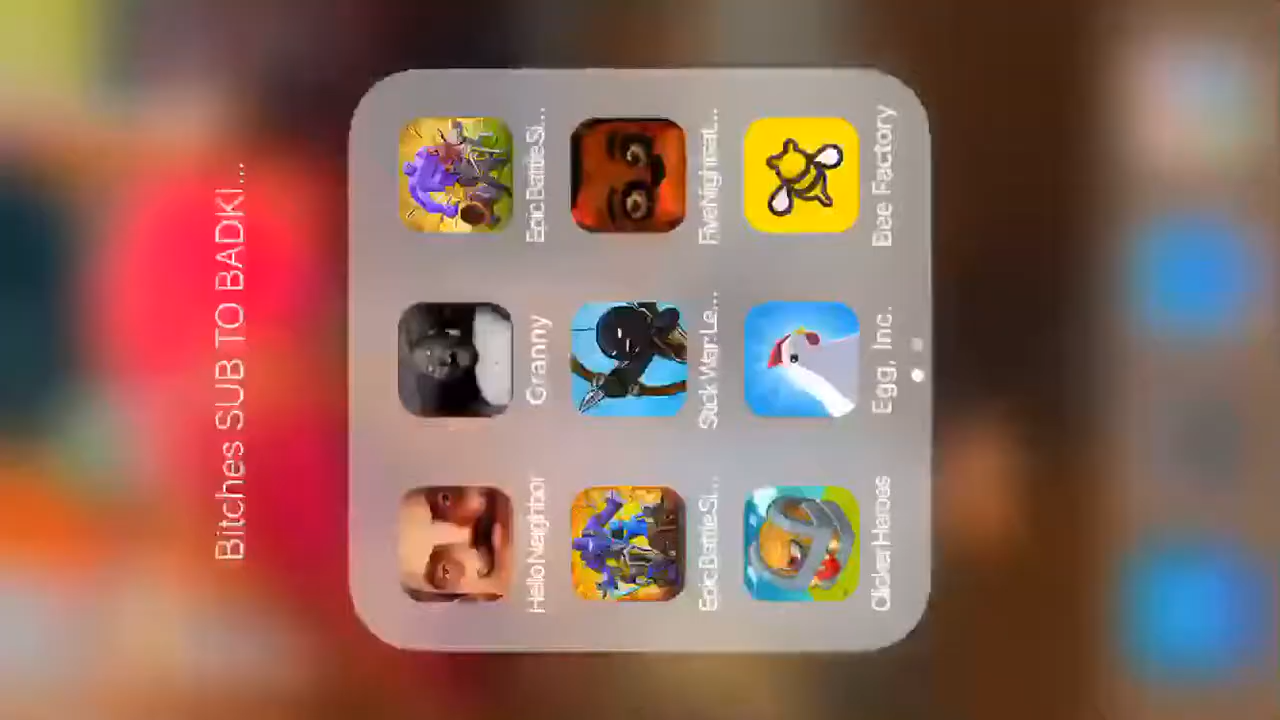 Bitches SUB TO BADKI...
Hello Neighbor
Granny
Epic Battle Si...
Epic Battle Si...
Stick War: Le...
Five Nights at...
Clicker Heroes
Egg, Inc.
Bee Factory